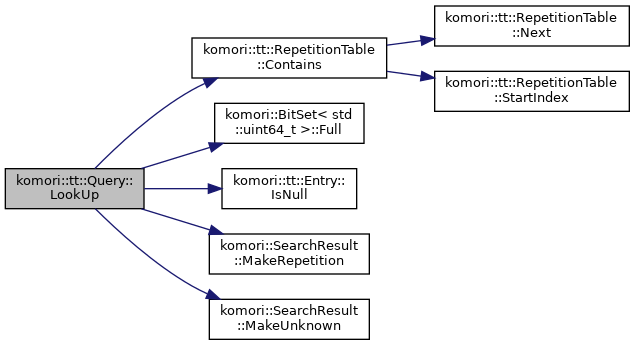 komori::tt::Query::
LookUp
komori::tt::RepetitionTable
::Contains
komori::tt::RepetitionTable
::Next
komori::tt::RepetitionTable
::StartIndex
komori::BitSet< std
::uint64_t >::Full
komori::tt::Entry::
IsNull
komori::SearchResult
::MakeRepetition
komori::SearchResult
::MakeUnknown